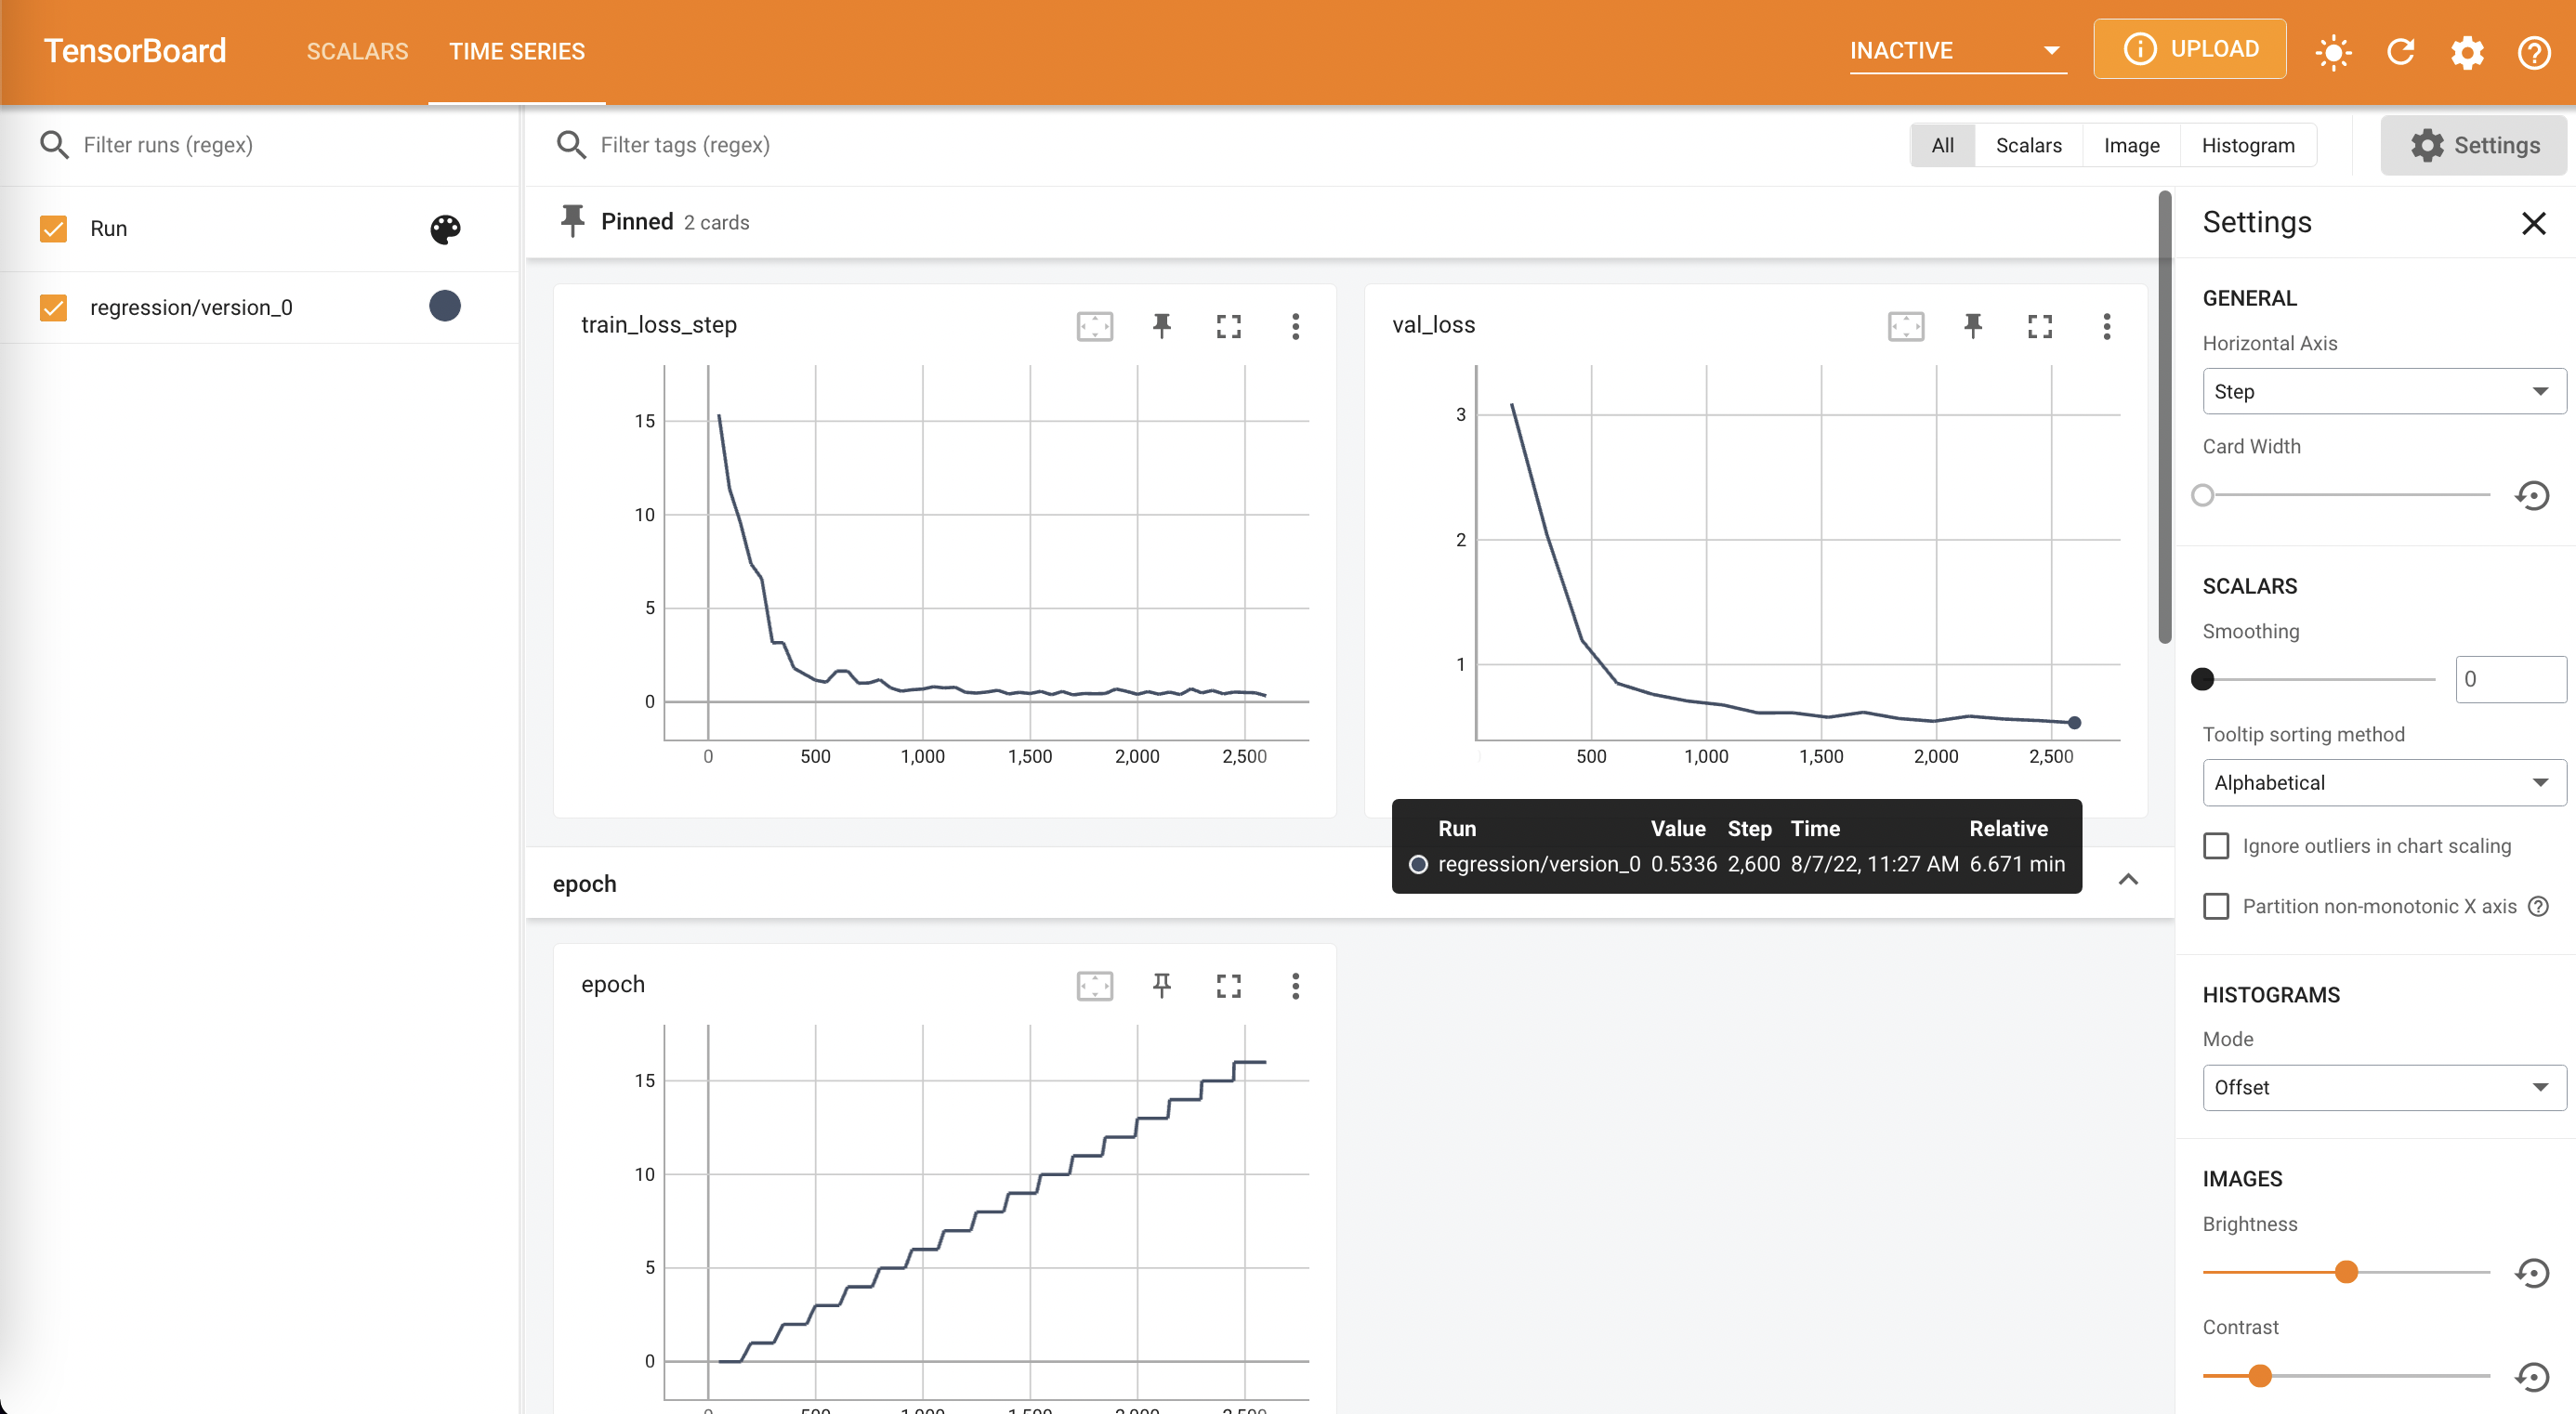 TensorBoard SCALARS TIME SERIES INACTIVE UPLOAD
Filter runs (regex)
Run
regression/version_0
Filter tags (regex) All Scalars Image Histogram Settings
Pinned 2 cards
train_loss_step
15
10
5
0
0 500 1,000 1,500 2,000 2,500
val_loss
3
2
1
500 1,000 1,500 2,000 2,500
Run Value Step Time Relative
regression/version_0 0.5336 2,600 8/7/22, 11:27 AM 6.671 min
epoch
epoch
15
10
5
0
0 500 1,000 1,500 2,000 2,500
Settings
GENERAL
Horizontal Axis
Step
Card Width
SCALARS
Smoothing
0
Tooltip sorting method
Alphabetical
Ignore outliers in chart scaling
Partition non-monotonic X axis
HISTOGRAMS
Mode
Offset
IMAGES
Brightness
Contrast